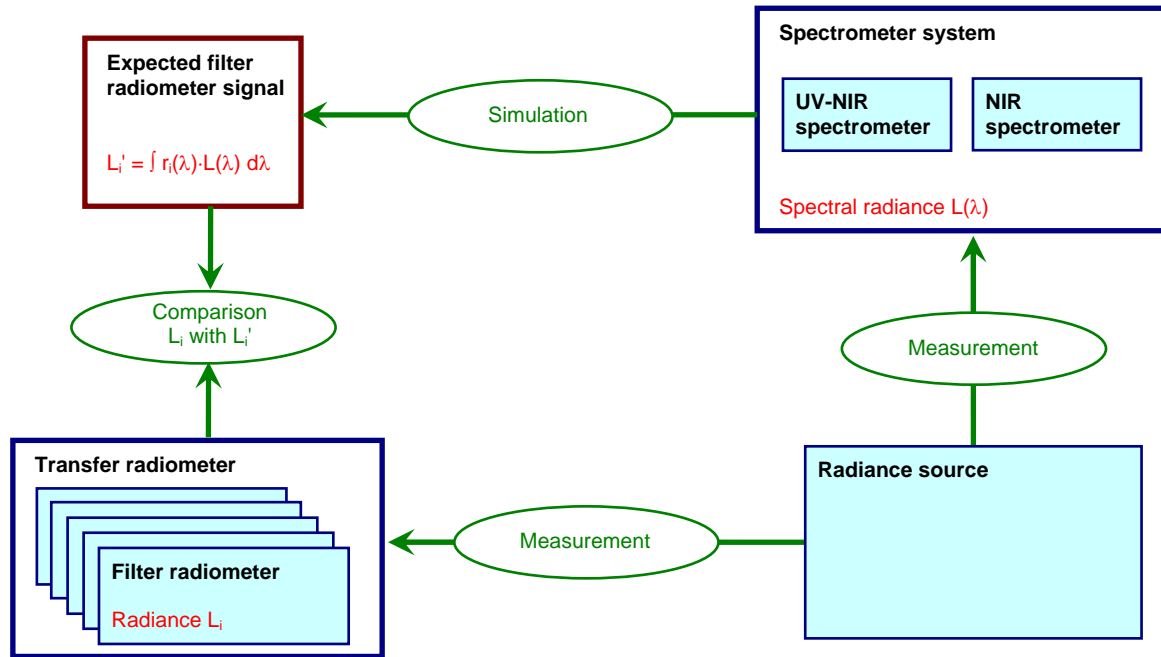 Expected filter
radiometer signal
Lᵢ' = ∫ rᵢ(λ)·L(λ) dλ
Simulation
Spectrometer system
UV-NIR
spectrometer
NIR
spectrometer
Spectral radiance L(λ)
Comparison
Lᵢ with Lᵢ'
Measurement
Transfer radiometer
Filter radiometer
Radiance Lᵢ
Measurement
Radiance source